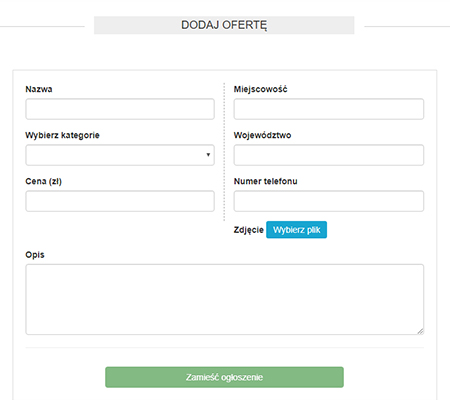 DODAJ OFERTĘ
Nazwa
Miejscowość
Wybierz kategorie
Województwo
Cena (zł)
Numer telefonu
Zdjęcie Wybierz plik
Opis
Zamieść ogłoszenie